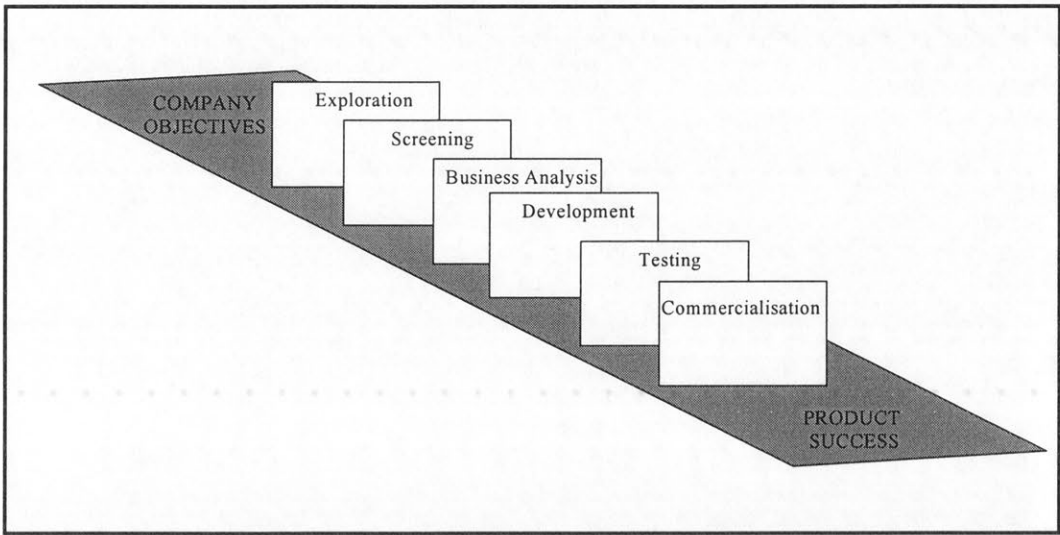 COMPANY
OBJECTIVES
Exploration
Screening
Business Analysis
Development
Testing
Commercialisation
PRODUCT
SUCCESS